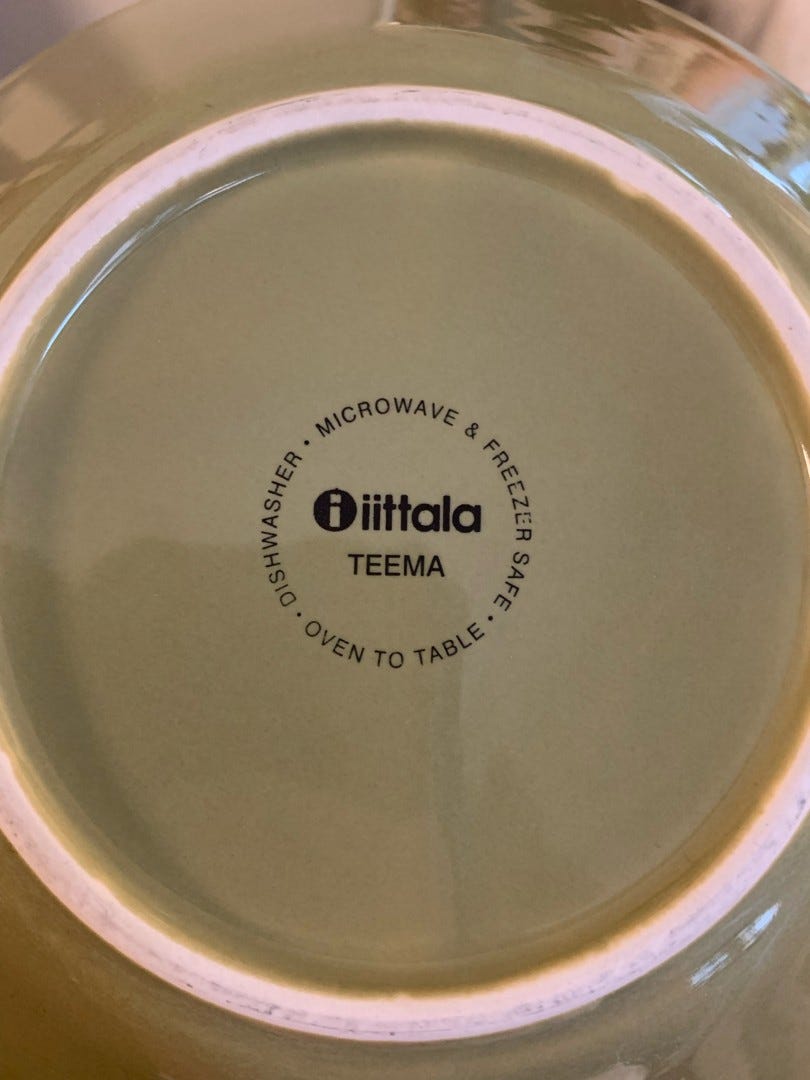 DISHWASHER • MICROWAVE & FREEZER SAFE • OVEN TO TABLE •
i iittala
TEEMA